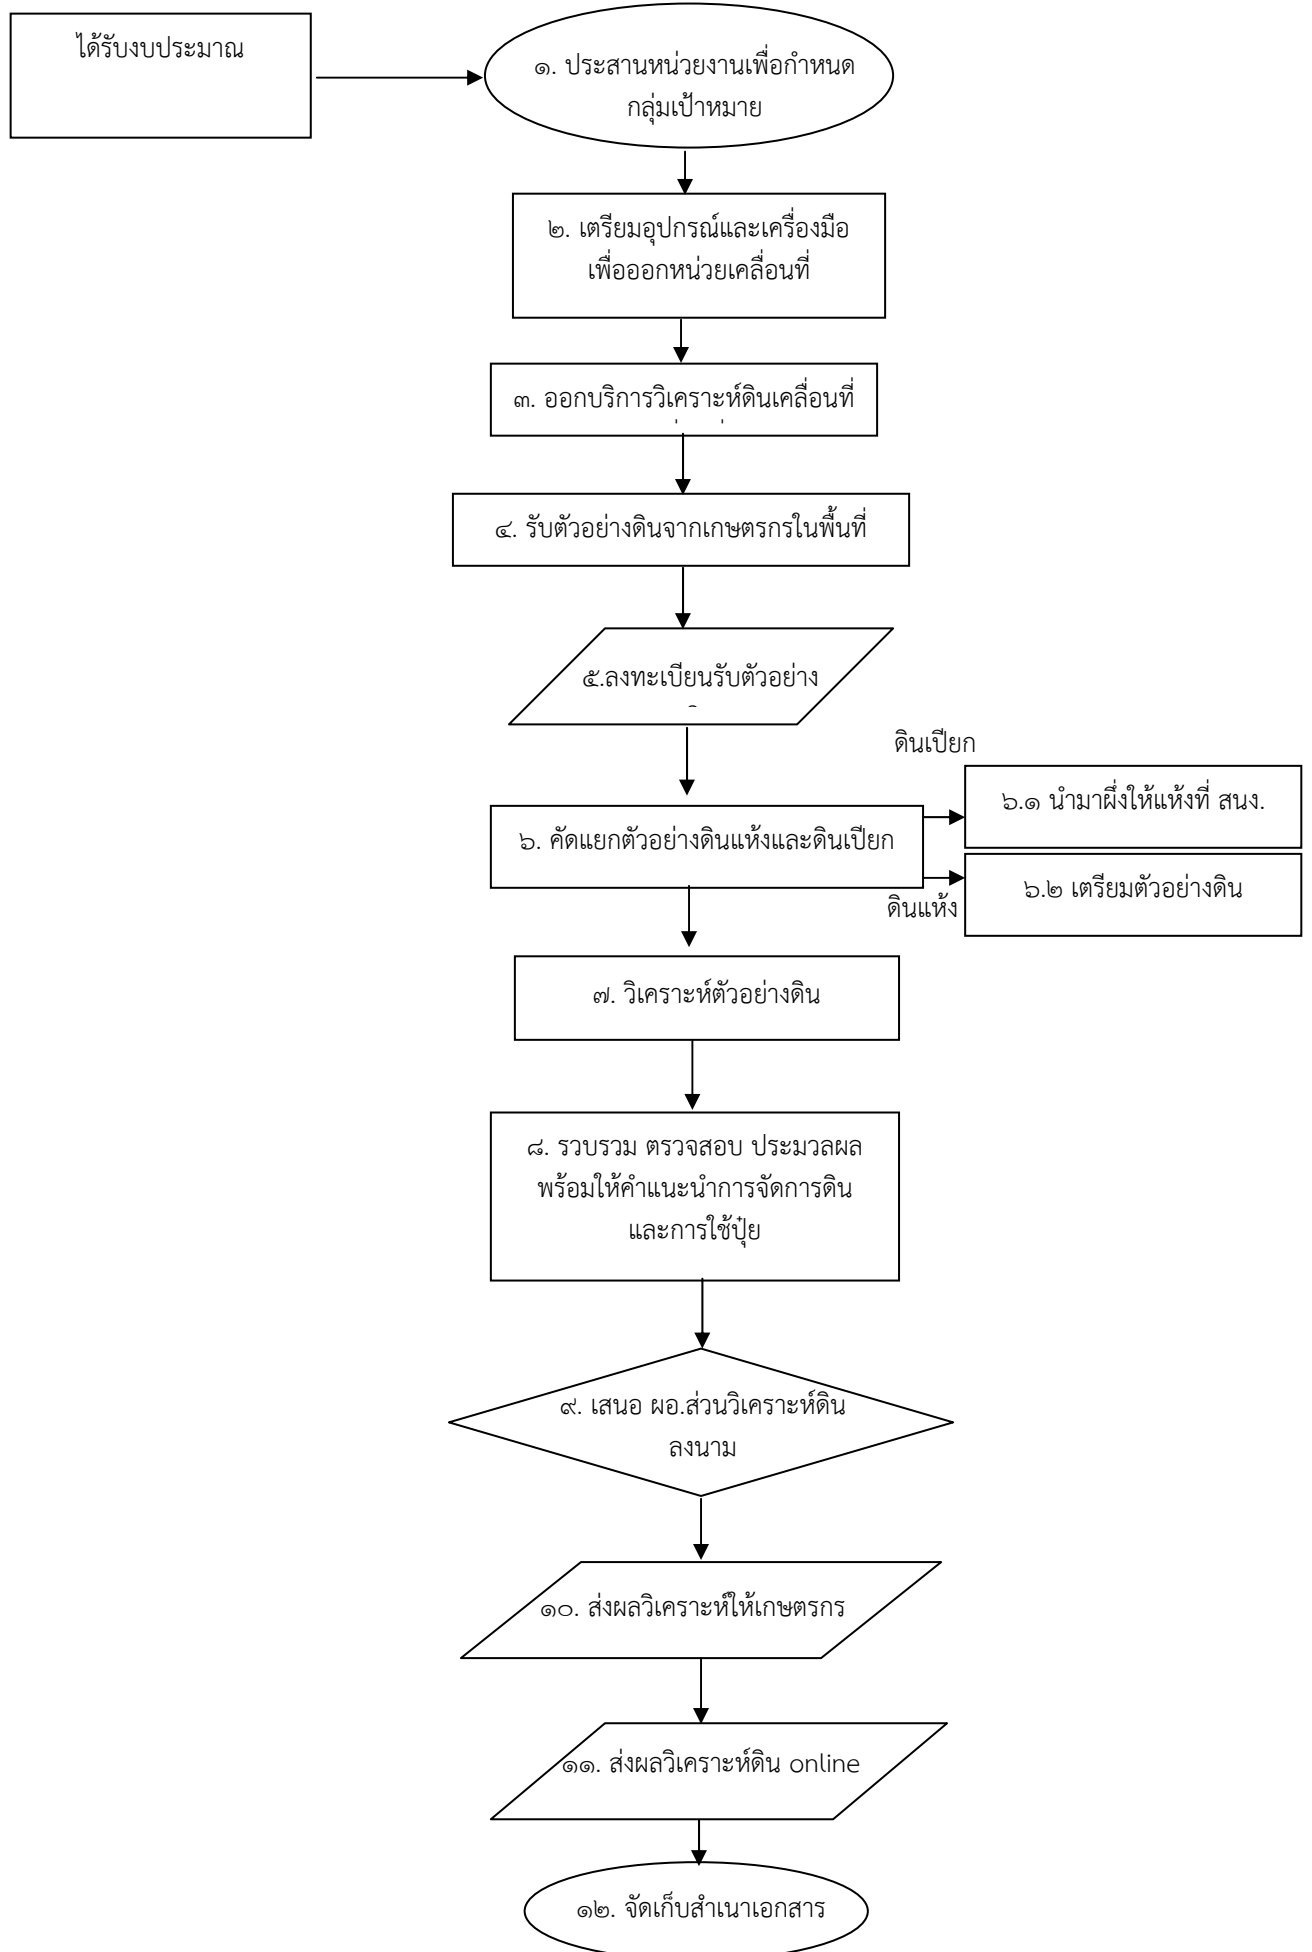 ได้รับงบประมาณ
๑. ประสานหน่วยงานเพื่อกำหนด
กลุ่มเป้าหมาย
๒. เตรียมอุปกรณ์และเครื่องมือ
เพื่อออกหน่วยเคลื่อนที่
๓. ออกบริการวิเคราะห์ดินเคลื่อนที่
๔. รับตัวอย่างดินจากเกษตรกรในพื้นที่
๕.ลงทะเบียนรับตัวอย่าง
ดินเปียก
๖.๑ นำมาผึ่งให้แห้งที่ สนง.
๖. คัดแยกตัวอย่างดินแห้งและดินเปียก
๖.๒ เตรียมตัวอย่างดิน
ดินแห้ง
๗. วิเคราะห์ตัวอย่างดิน
๘. รวบรวม ตรวจสอบ ประมวลผล
พร้อมให้คำแนะนำการจัดการดิน
และการใช้ปุ๋ย
๙. เสนอ ผอ.ส่วนวิเคราะห์ดิน
ลงนาม
๑๐. ส่งผลวิเคราะห์ให้เกษตรกร
๑๑. ส่งผลวิเคราะห์ดิน online
๑๒. จัดเก็บสำเนาเอกสาร